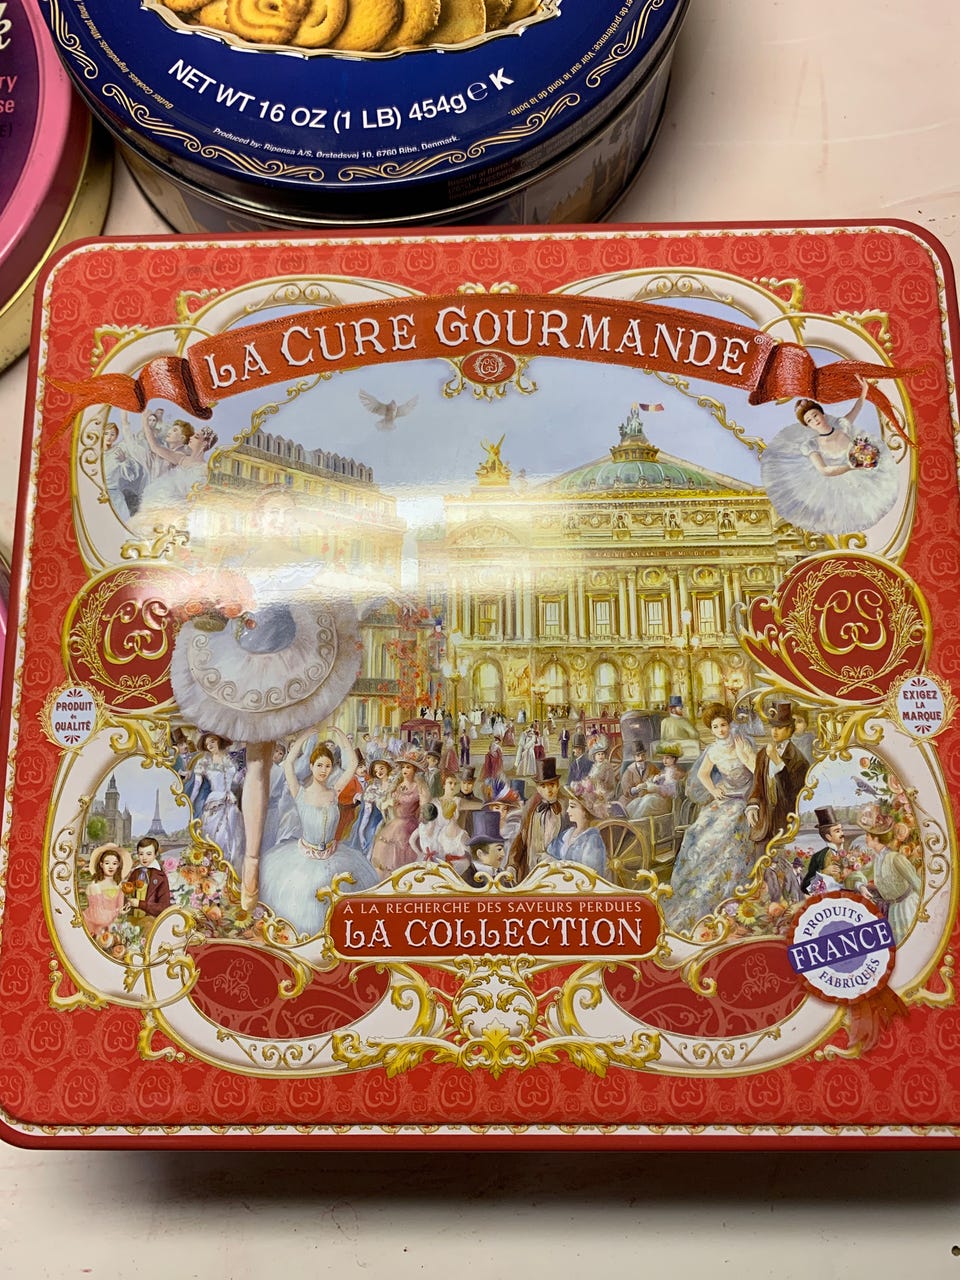 NET WT 16 OZ (1 LB) 454g e K
Produced by: Ripensa A/S, Ørstedsvej 10, 6760 Ribe, Denmark.
LA CURE GOURMANDE®
PRODUIT
de
QUALITÉ
EXIGEZ
LA
MARQUE
À LA RECHERCHE DES SAVEURS PERDUES
LA COLLECTION
PRODUITS
FRANCE
FABRIQUÉS